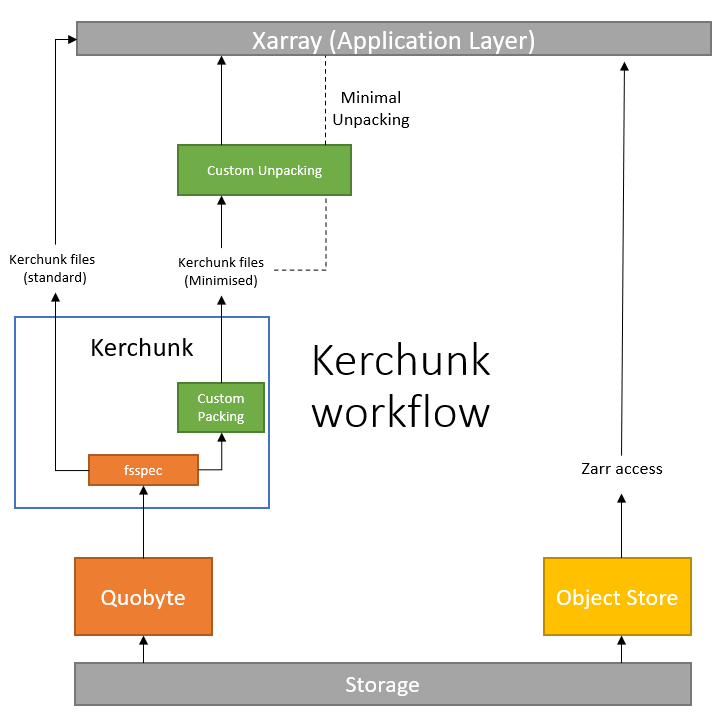 Xarray (Application Layer)
Minimal
Unpacking
Custom Unpacking
Kerchunk files
(standard)
Kerchunk files
(Minimised)
Kerchunk
Kerchunk
workflow
Custom
Packing
fsspec
Zarr access
Quobyte
Object Store
Storage